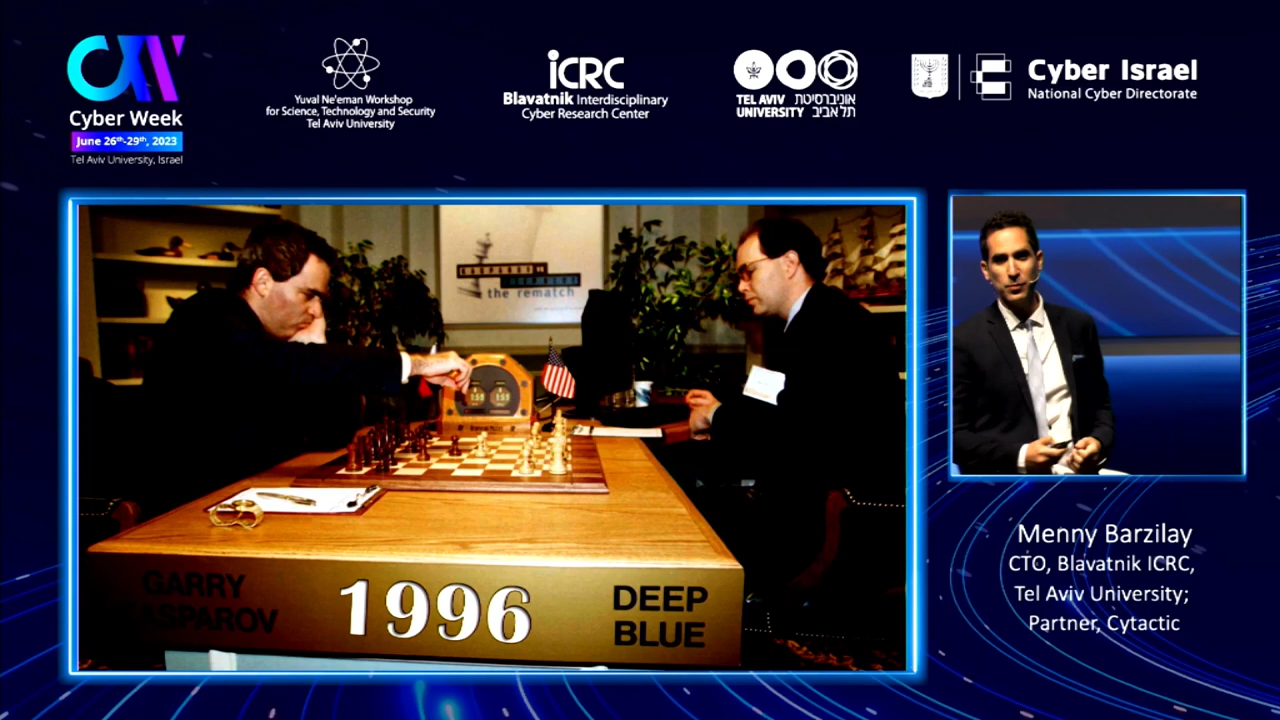 Cyber Week
June 26th-29th, 2023
Tel Aviv University, Israel
Yuval Ne'eman Workshop
for Science, Technology and Security
Tel Aviv University
iCRC
Blavatnik Interdisciplinary
Cyber Research Center
TEL AVIV אוניברסיטת
UNIVERSITY תל אביב
Cyber Israel
National Cyber Directorate
the rematch
GARRY
KASPAROV
1996
DEEP
BLUE
Menny Barzilay
CTO, Blavatnik ICRC,
Tel Aviv University;
Partner, Cytactic